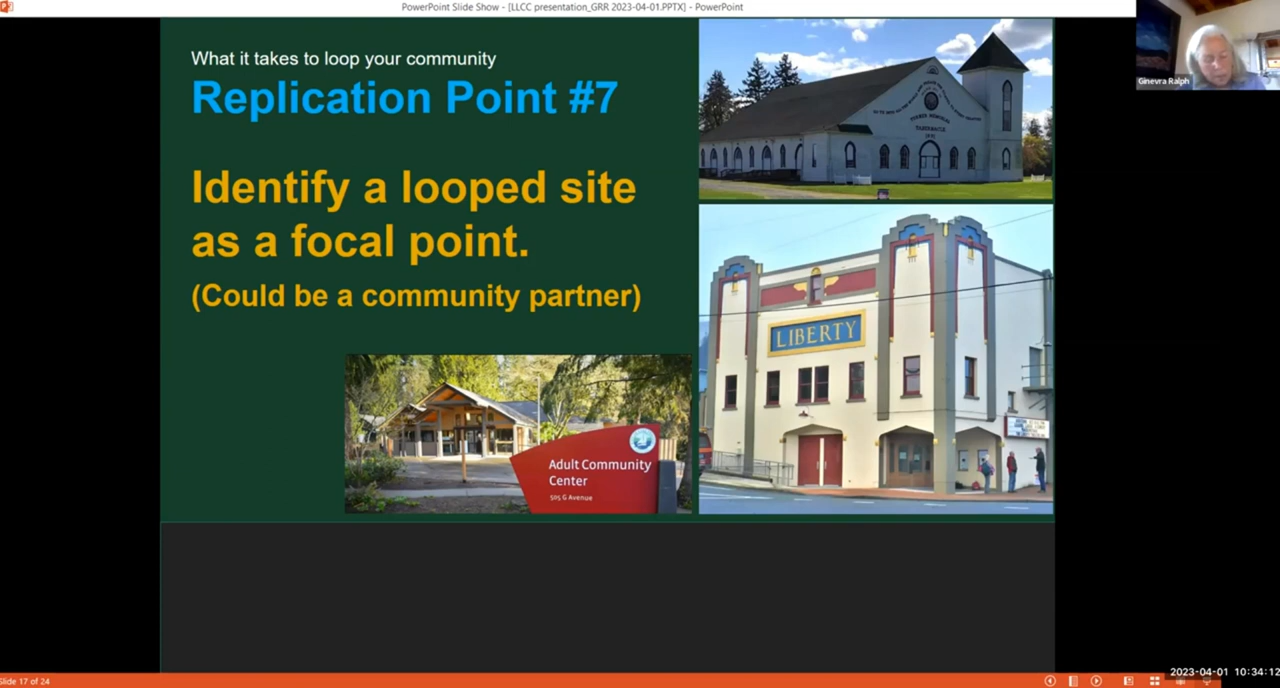 PowerPoint Slide Show - [LLCC presentation_GRR 2023-04-01.PPTX] - PowerPoint
What it takes to loop your community
Replication Point #7
Identify a looped site
as a focal point.
(Could be a community partner)
Adult Community
Center
505 G Avenue
LIBERTY
Ginevra Ralph
Slide 17 of 24
2023-04-01 10:34:12